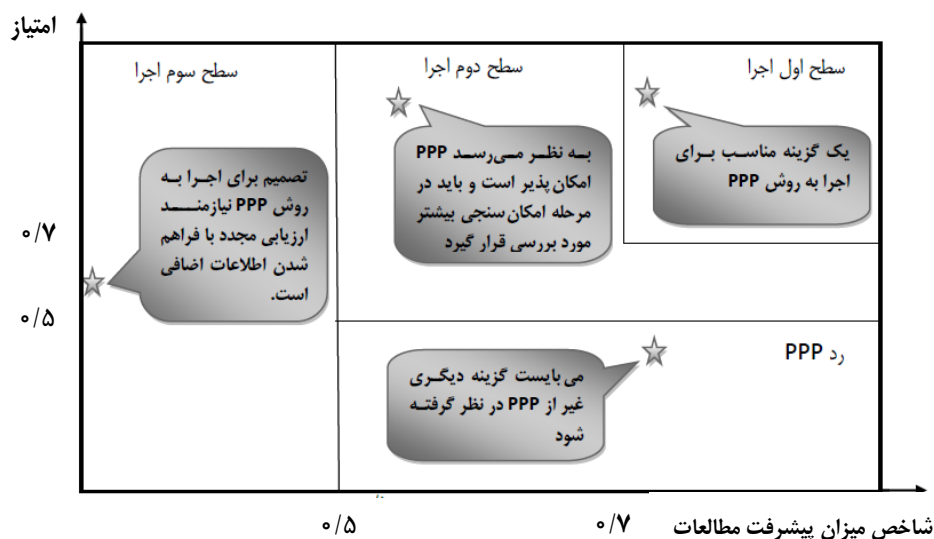 امتیاز
سطح اول اجرا
سطح دوم اجرا
سطح سوم اجرا
یک گزینه مناسب برای
اجرا به روش PPP
به نظر می‌رسد PPP
امکان‌پذیر است و باید در
مرحله امکان‌سنجی بیشتر
مورد بررسی قرار گیرد
تصمیم برای اجرا به
روش PPP نیازمند
ارزیابی مجدد با فراهم
شدن اطلاعات اضافی
است.
۰/۷
۰/۵
رد PPP
می‌بایست گزینه دیگری
غیر از PPP در نظر گرفته
شود
۰/۵
۰/۷
شاخص میزان پیشرفت مطالعات